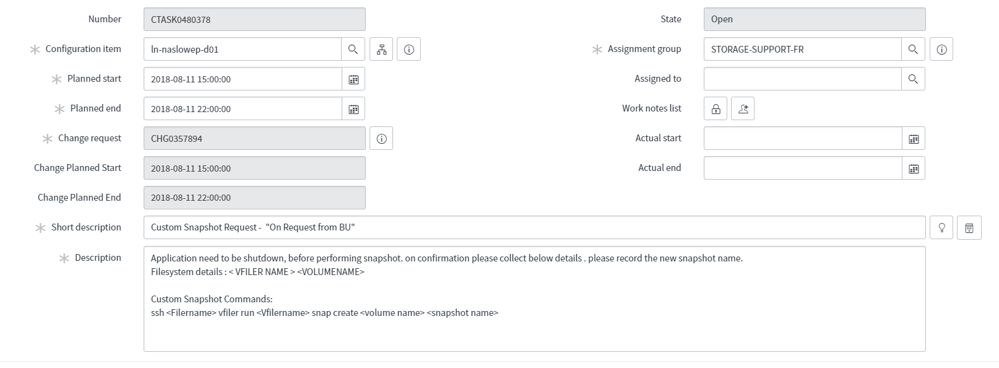 Number CTASK0480378 State Open
Configuration item ln-naslowep-d01 Assignment group STORAGE-SUPPORT-FR
Planned start 2018-08-11 15:00:00 Assigned to
Planned end 2018-08-11 22:00:00 Work notes list
Change request CHG0357894 Actual start
Change Planned Start 2018-08-11 15:00:00 Actual end
Change Planned End 2018-08-11 22:00:00
Short description Custom Snapshot Request -  "On Request from BU"
Description Application need to be shutdown, before performing snapshot. on confirmation please collect below details . please record the new snapshot name.
Filesystem details : < VFILER NAME > <VOLUMENAME>
Custom Snapshot Commands:
ssh <Filername> vfiler run <Vfilername> snap create <volume name> <snapshot name>